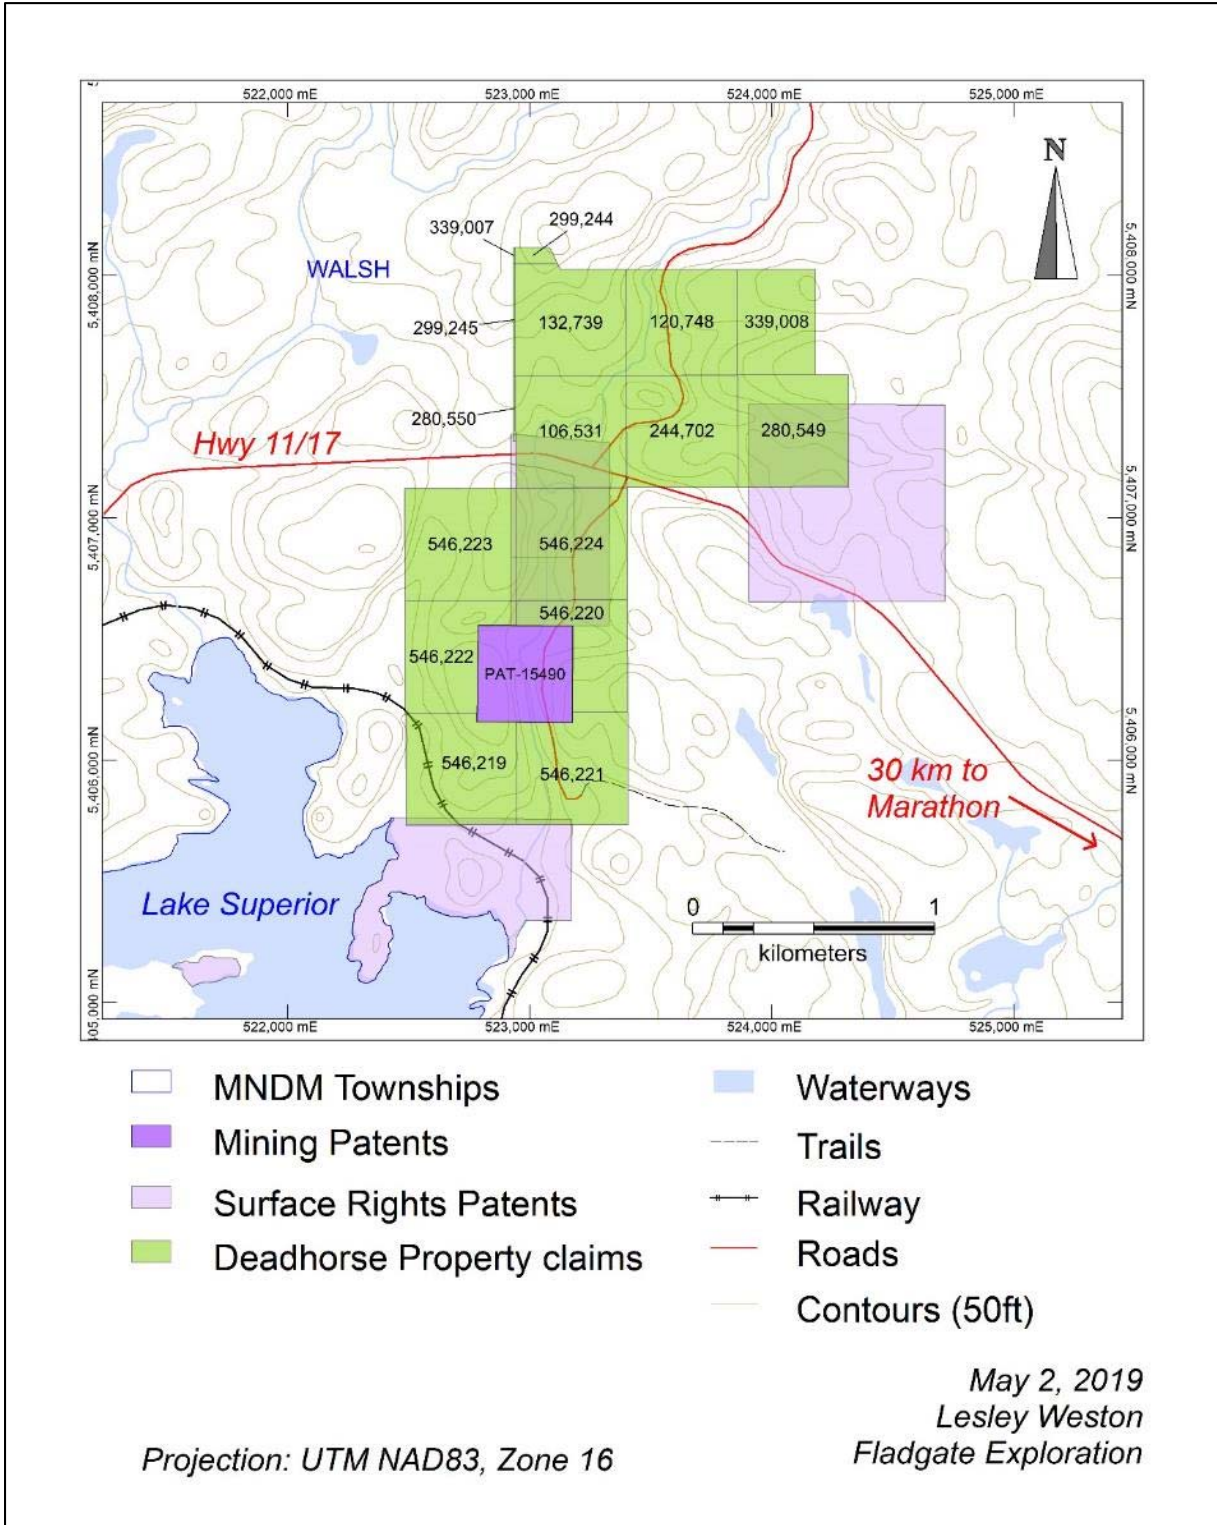 522,000 mE
523,000 mE
524,000 mE
525,000 mE
N
339,007
299,244
5,408,000 mN
WALSH
5,408,000 mN
299,245
132,739
120,748
339,008
280,550
106,531
244,702
280,549
Hwy 11/17
5,407,000 mN
546,223
546,224
5,407,000 mN
546,220
546,222
PAT-15490
5,406,000 mN
546,219
546,221
5,406,000 mN
30 km to
Marathon
Lake Superior
0
1
kilometers
405,000 mN
522,000 mE
523,000 mE
524,000 mE
525,000 mE
MNDM Townships
Waterways
Mining Patents
Trails
Surface Rights Patents
Railway
Deadhorse Property claims
Roads
Contours (50ft)
May 2, 2019
Lesley Weston
Projection: UTM NAD83, Zone 16
Fladgate Exploration